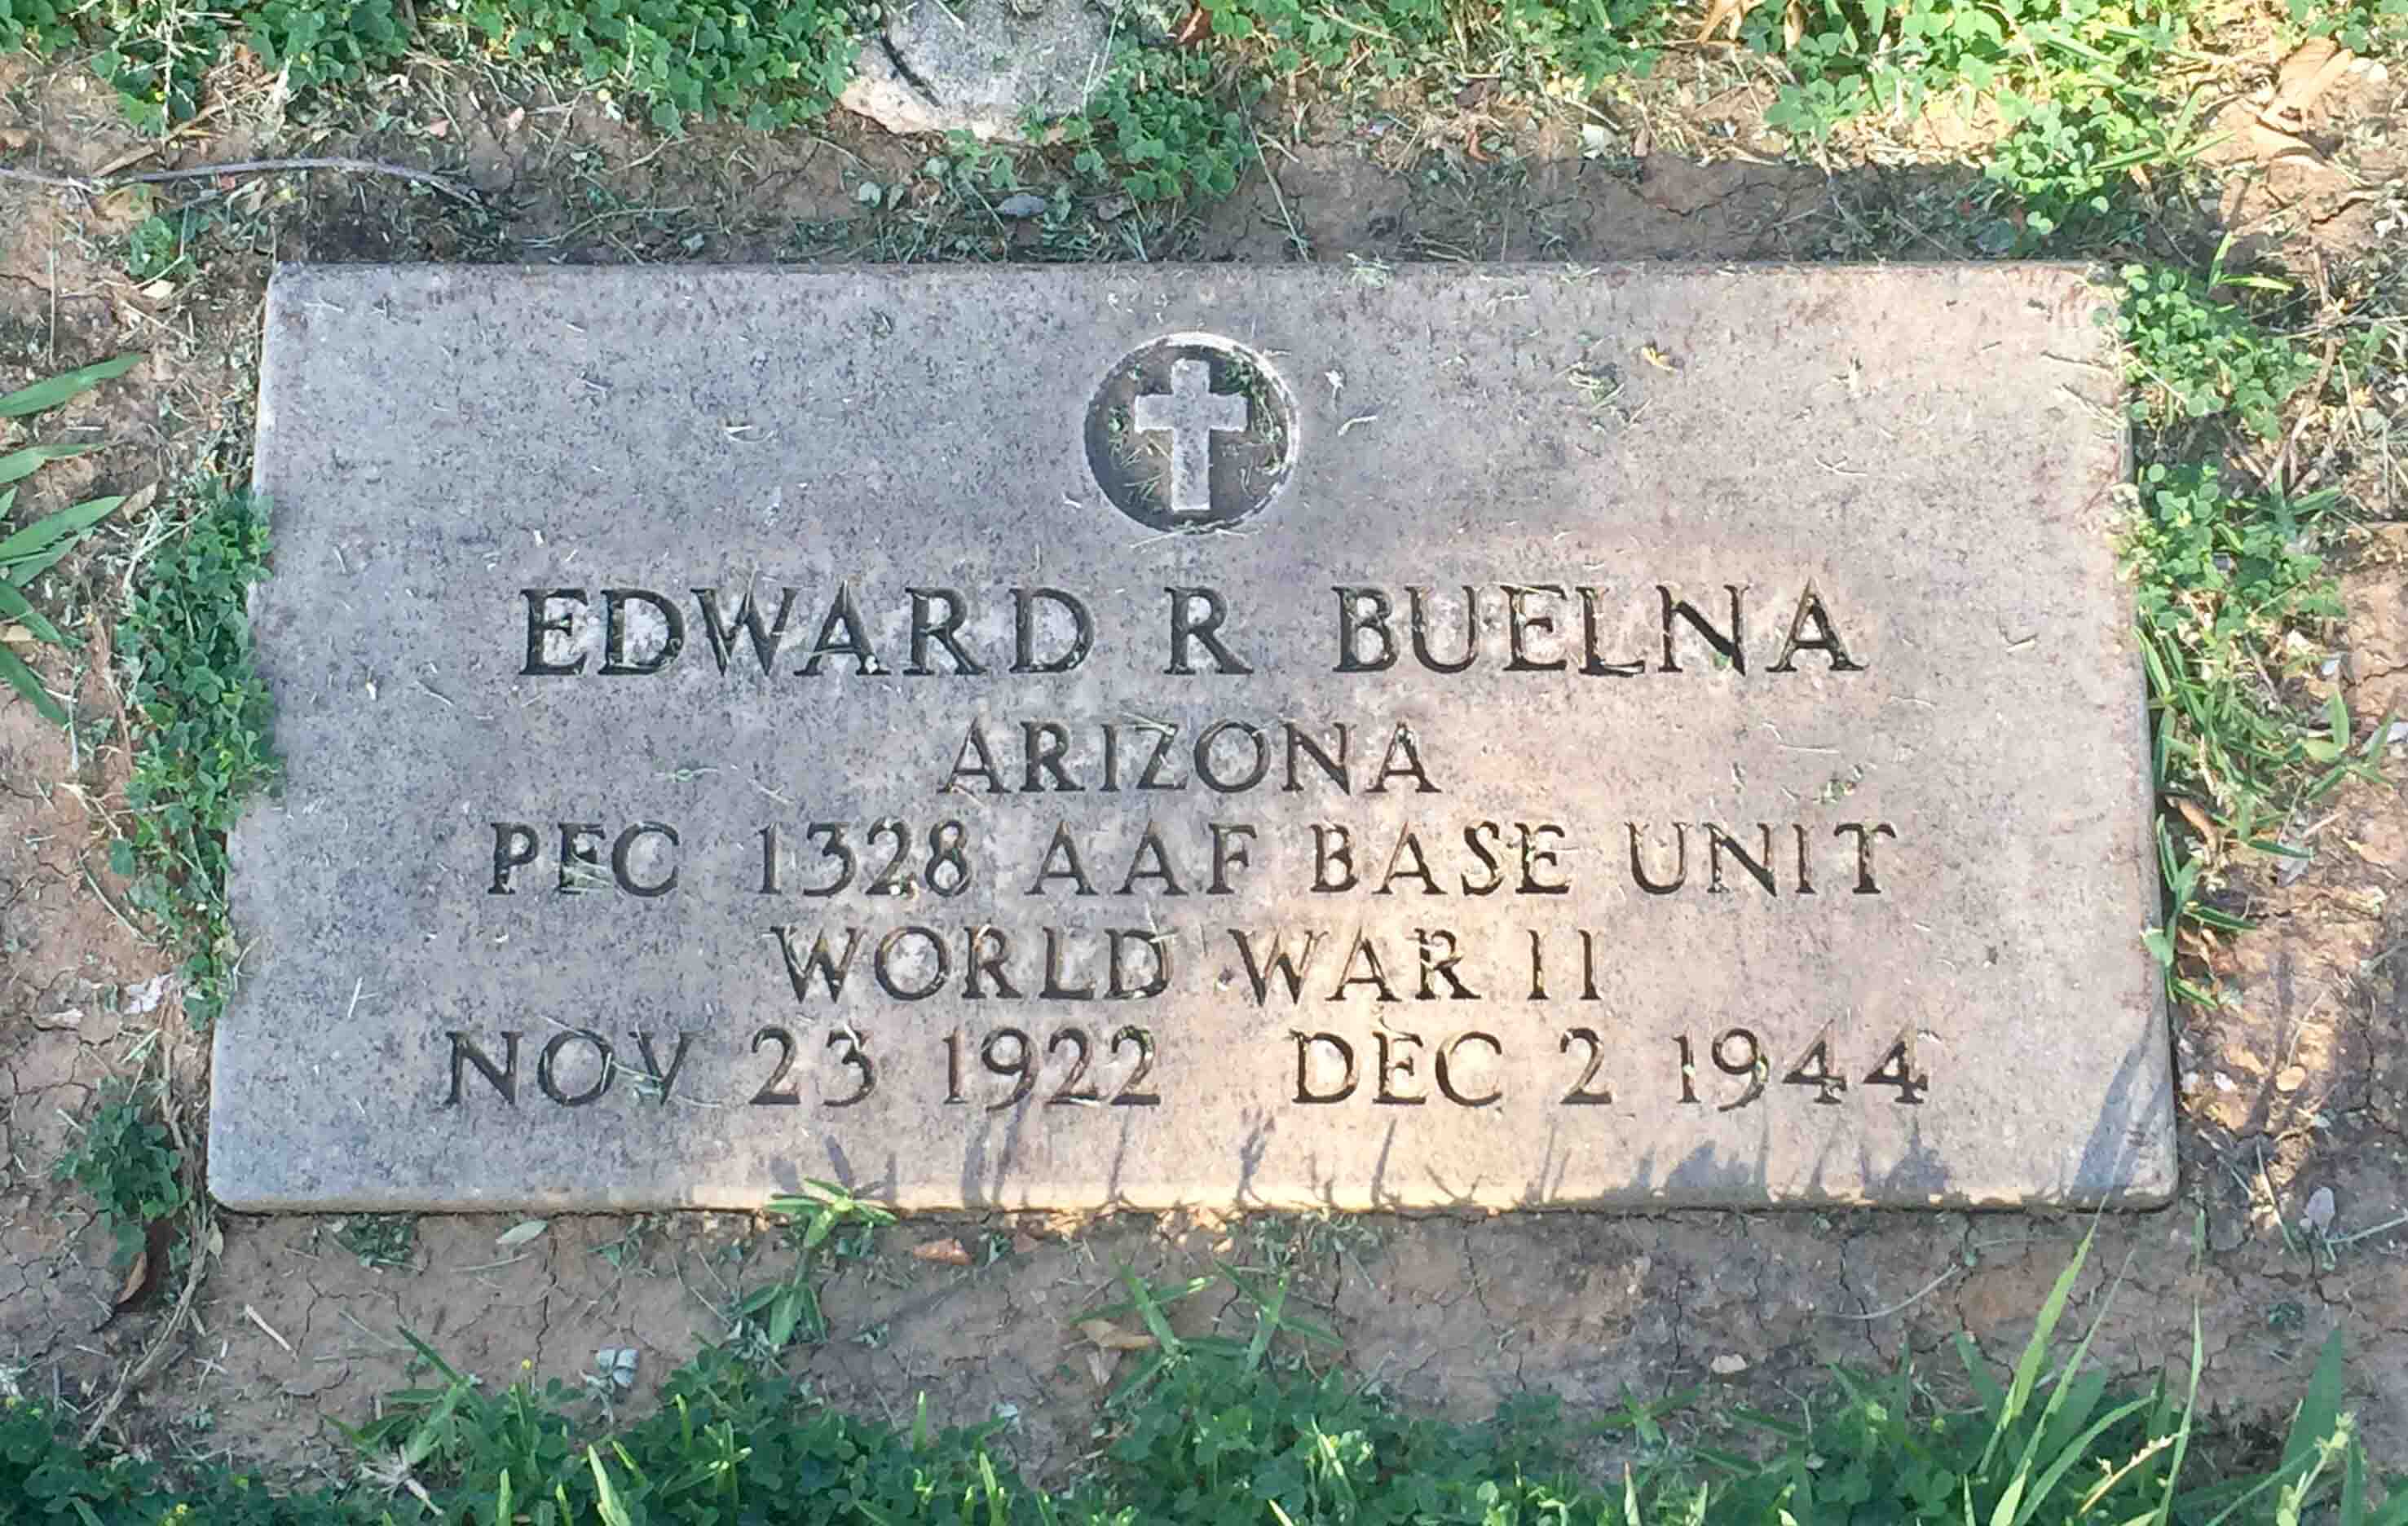 EDWARD R BUELNA
ARIZONA
PFC 1328 AAF BASE UNIT
WORLD WAR II
NOV 23 1922 DEC 2 1944